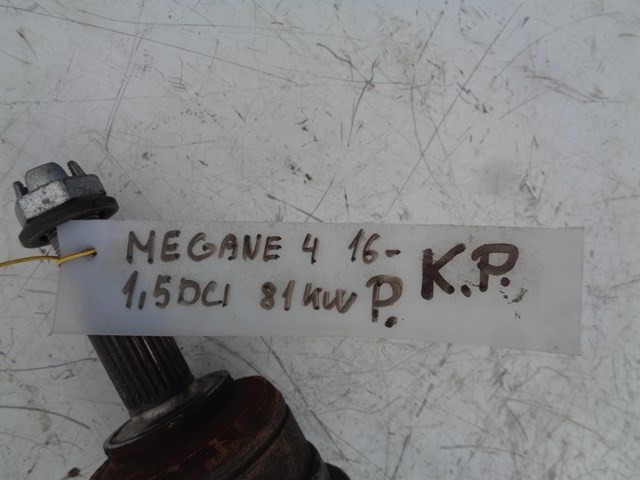 MEGANE 4 16-
1,5DCI 81KW P. K.P.